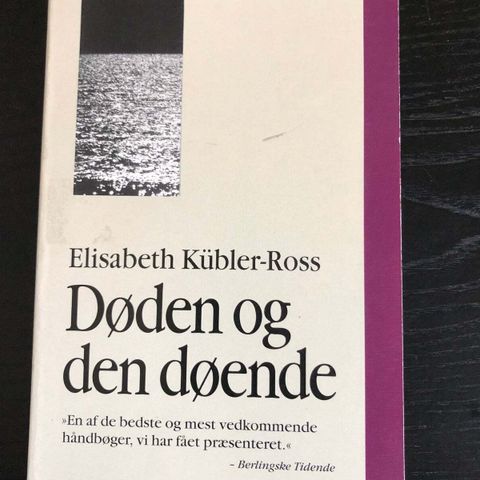 Elisabeth Kübler-Ross
Døden og
den døende
»En af de bedste og mest vedkommende
håndbøger, vi har fået præsenteret.«
– Berlingske Tidende